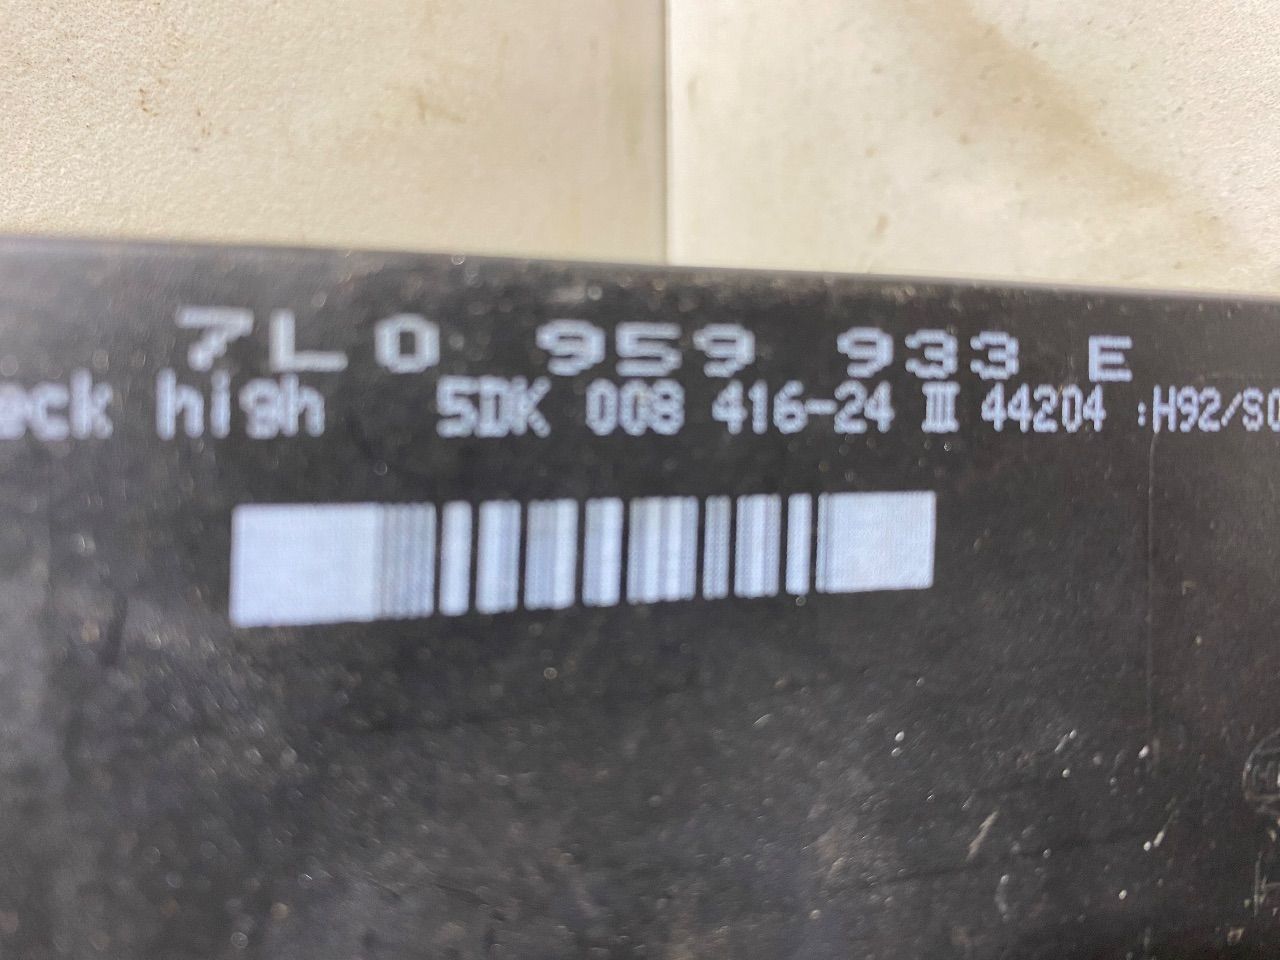 7L0 959 933 E
eck high 5DK 008 416-24 III 44204 :H92/S0